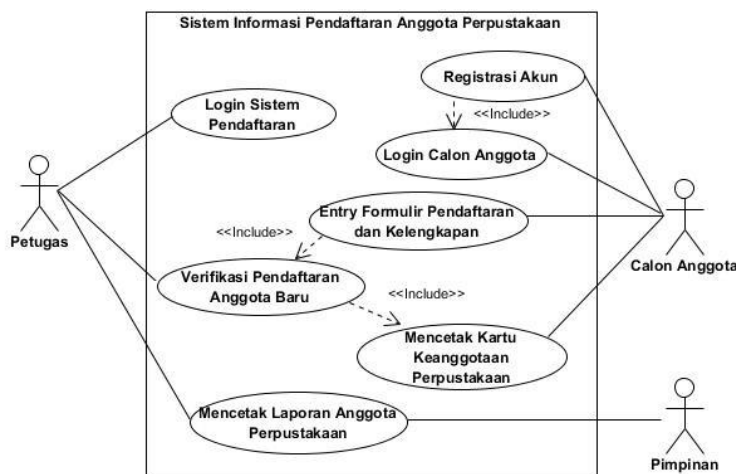 Sistem Informasi Pendaftaran Anggota Perpustakaan
Registrasi Akun
Login Sistem
Pendaftaran
<<Include>>
Login Calon Anggota
Entry Formulir Pendaftaran
dan Kelengkapan
Petugas
<<Include>>
Calon Anggota
Verifikasi Pendaftaran
Anggota Baru
<<Include>>
Mencetak Kartu
Keanggotaan
Perpustakaan
Mencetak Laporan Anggota
Perpustakaan
Pimpinan